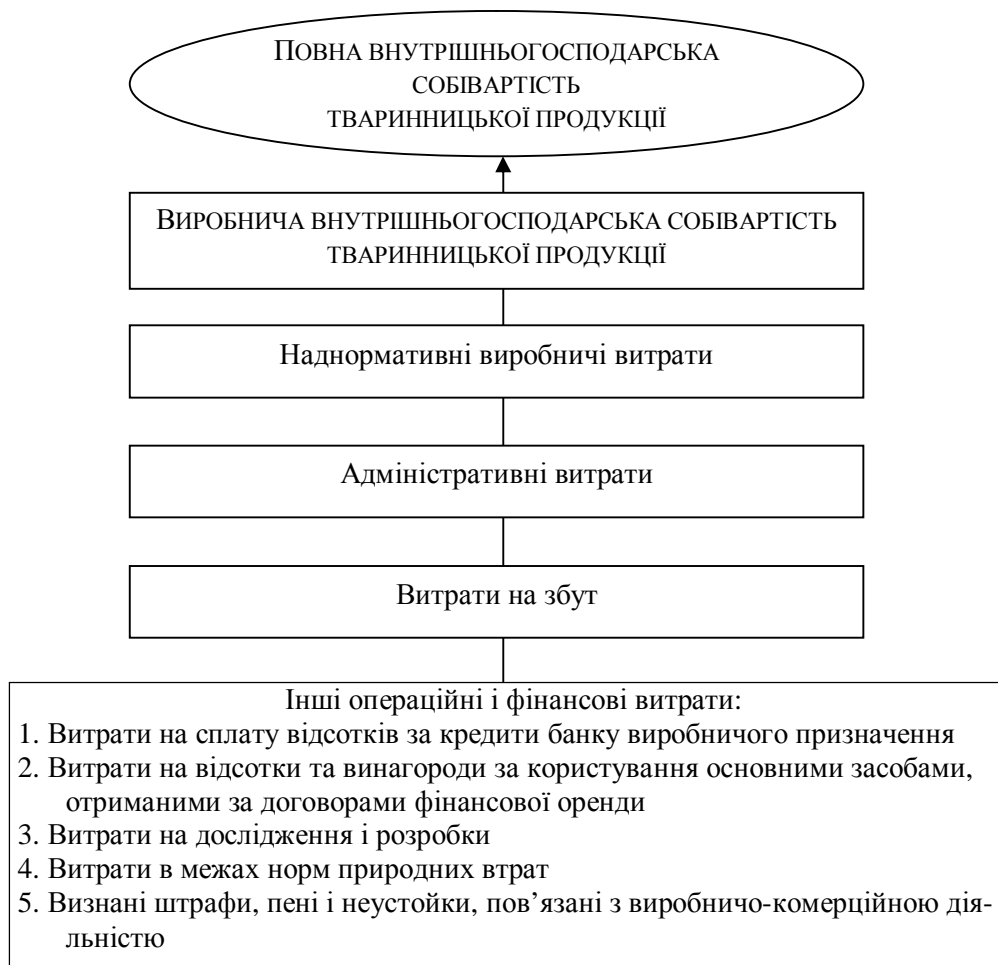 ПОВНА ВНУТРІШНЬОГОСПОДАРСЬКА
СОБІВАРТІСТЬ
ТВАРИННИЦЬКОЇ ПРОДУКЦІЇ
ВИРОБНИЧА ВНУТРІШНЬОГОСПОДАРСЬКА СОБІВАРТІСТЬ
ТВАРИННИЦЬКОЇ ПРОДУКЦІЇ
Наднормативні виробничі витрати
Адміністративні витрати
Витрати на збут
Інші операційні і фінансові витрати:
1. Витрати на сплату відсотків за кредити банку виробничого призначення
2. Витрати на відсотки та винагороди за користування основними засобами,
отриманими за договорами фінансової оренди
3. Витрати на дослідження і розробки
4. Витрати в межах норм природних втрат
5. Визнані штрафи, пені і неустойки, пов’язані з виробничо-комерційною дія-
льністю